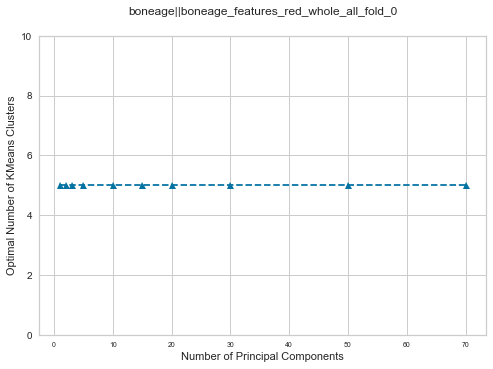 boneage||boneage_features_red_whole_all_fold_0
10
8
6
4
2
0
Optimal Number of KMeans Clusters
0 10 20 30 40 50 60 70
Number of Principal Components